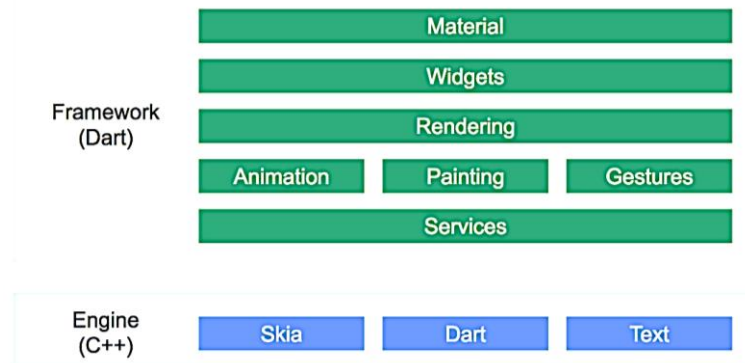 Material
Widgets
Framework
(Dart)
Rendering
Animation Painting Gestures
Services
Engine
(C++)
Skia Dart Text